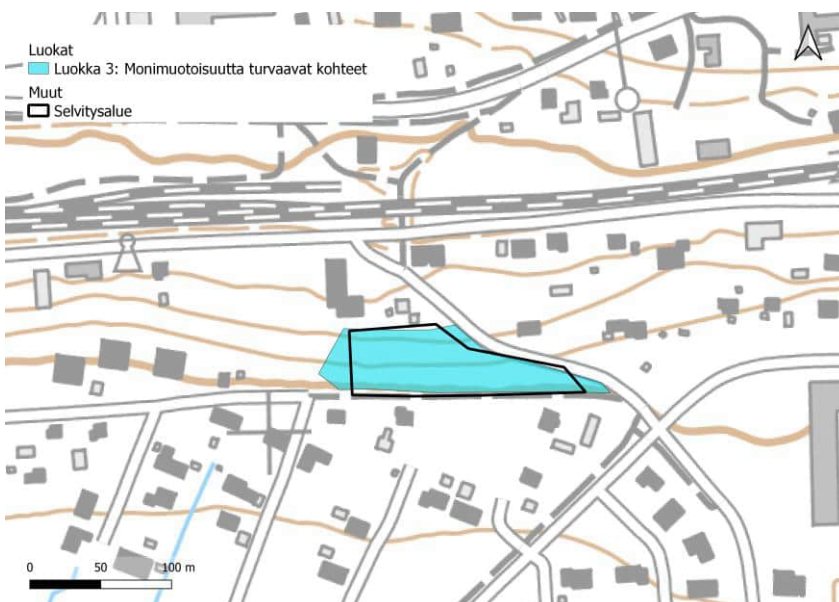 Luokat
Luokka 3: Monimuotoisuutta turvaavat kohteet
Muut
Selvitysalue
0 50 100 m